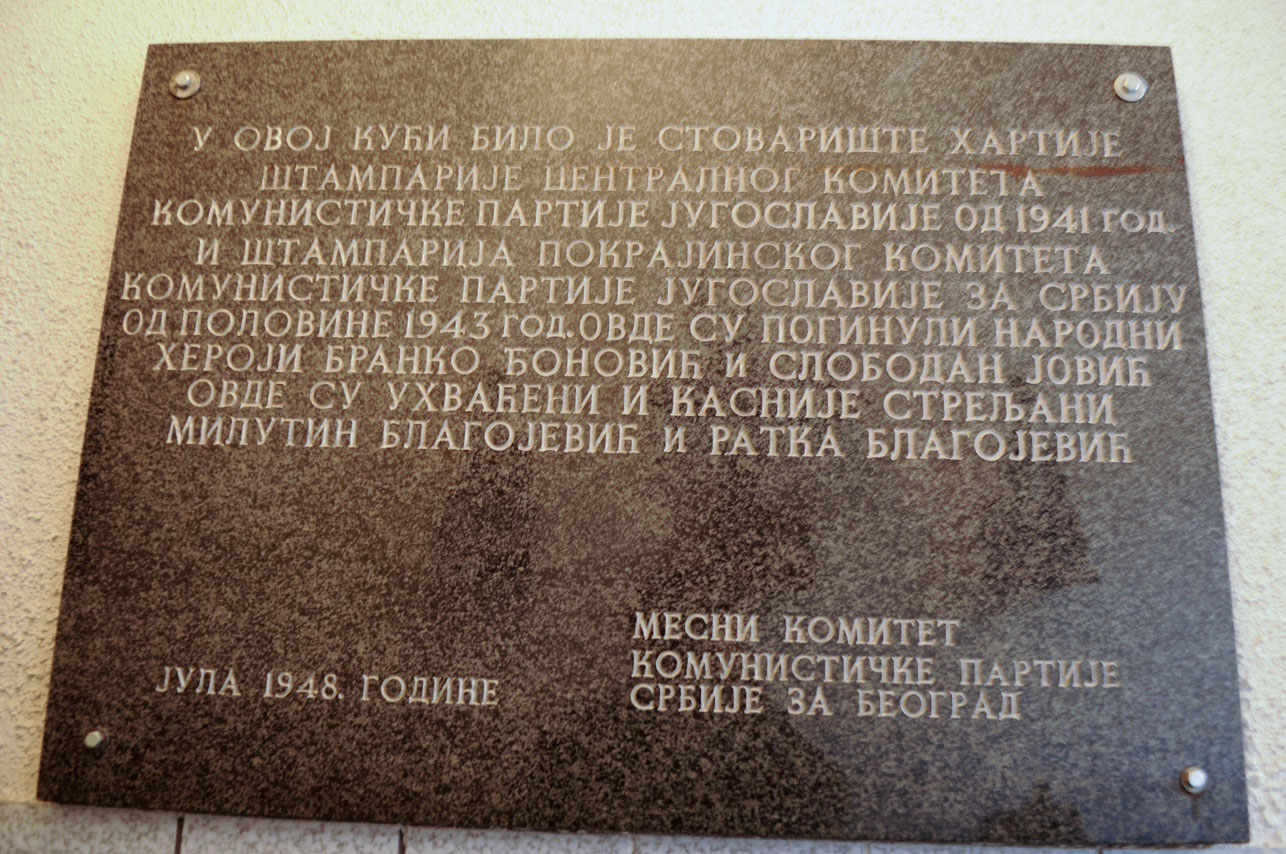 У ОВОЈ КУЋИ БИЛО ЈЕ СТОВАРИШТЕ ХАРТИЈЕ
ШТАМПАРИЈЕ ЦЕНТРАЛНОГ КОМИТЕТА
КОМУНИСТИЧКЕ ПАРТИЈЕ ЈУГОСЛАВИЈЕ ОД 1941 ГОД.
И ШТАМПАРИЈА ПОКРАЈИНСКОГ КОМИТЕТА
КОМУНИСТИЧКЕ ПАРТИЈЕ ЈУГОСЛАВИЈЕ ЗА СРБИЈУ
ОД ПОЛОВИНЕ 1943 ГОД. ОВДЕ СУ ПОГИНУЛИ НАРОДНИ
ХЕРОЈИ БРАНКО ЂОНОВИЋ И СЛОБОДАН ЈОВИЋ
ОВДЕ СУ УХВАЋЕНИ И КАСНИЈЕ СТРЕЉАНИ
МИЛУТИН БЛАГОЈЕВИЋ И РАТКА БЛАГОЈЕВИЋ
ЈУЛА 1948. ГОДИНЕ
МЕСНИ КОМИТЕТ
КОМУНИСТИЧКЕ ПАРТИЈЕ
СРБИЈЕ ЗА БЕОГРАД